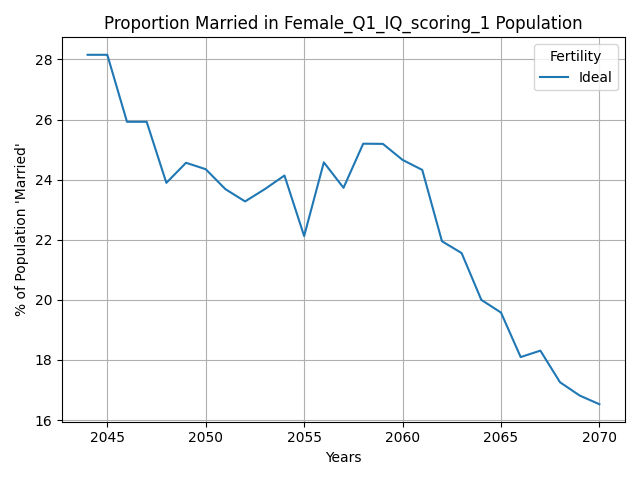 Proportion Married in Female_Q1_IQ_scoring_1 Population
Fertility
Ideal
% of Population 'Married'
28
26
24
22
20
18
16
2045
2050
2055
2060
2065
2070
Years